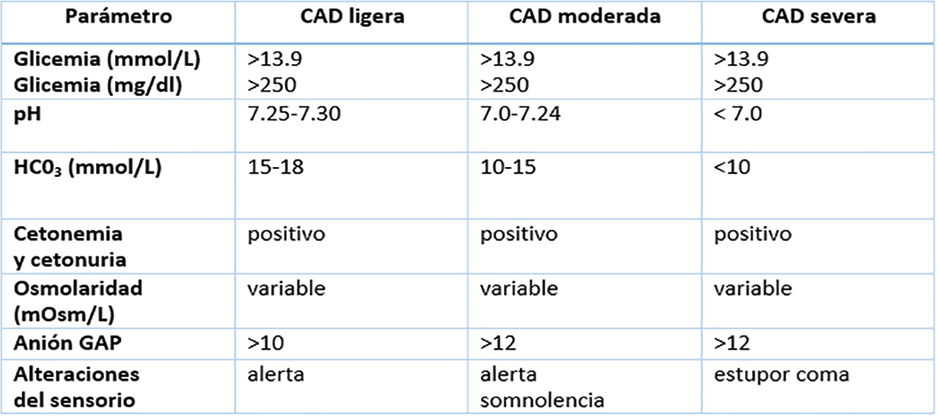 Parámetro CAD ligera CAD moderada CAD severa
Glicemia (mmol/L) >13.9 >13.9 >13.9
Glicemia (mg/dl) >250 >250 >250
pH 7.25-7.30 7.0-7.24 < 7.0
HC0₃ (mmol/L) 15-18 10-15 <10
Cetonemia positivo positivo positivo
y cetonuria
Osmolaridad variable variable variable
(mOsm/L)
Anión GAP >10 >12 >12
Alteraciones alerta alerta estupor coma
del sensorio somnolencia